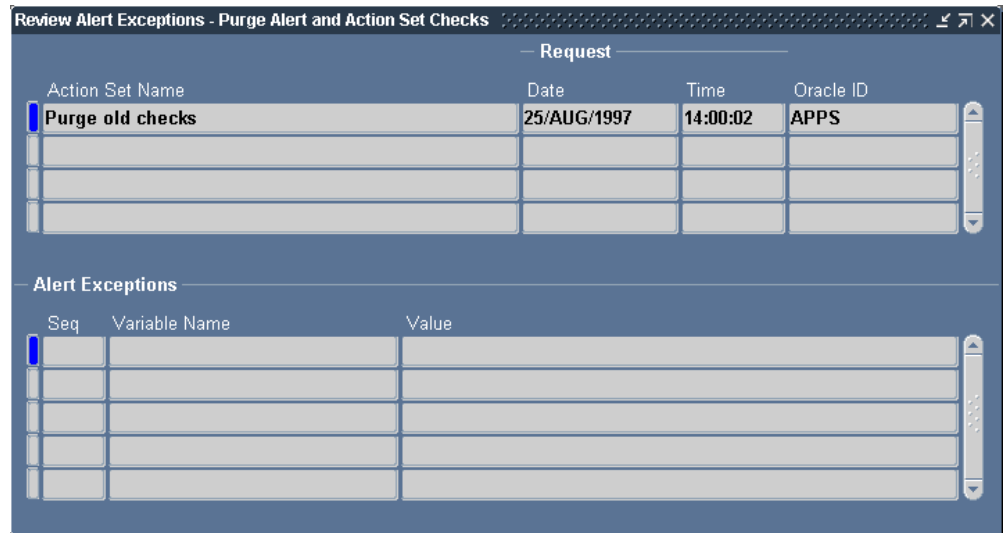 Review Alert Exceptions - Purge Alert and Action Set Checks
Request
Action Set Name Date Time Oracle ID
Purge old checks 25/AUG/1997 14:00:02 APPS
Alert Exceptions
Seq Variable Name Value